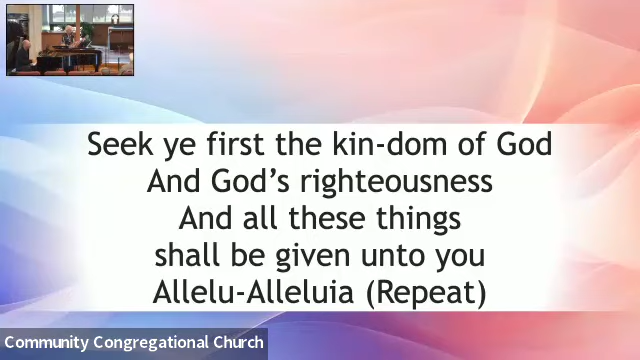 Seek ye first the kin-dom of God
And God’s righteousness
And all these things
shall be given unto you
Allelu-Alleluia (Repeat)
Community Congregational Church